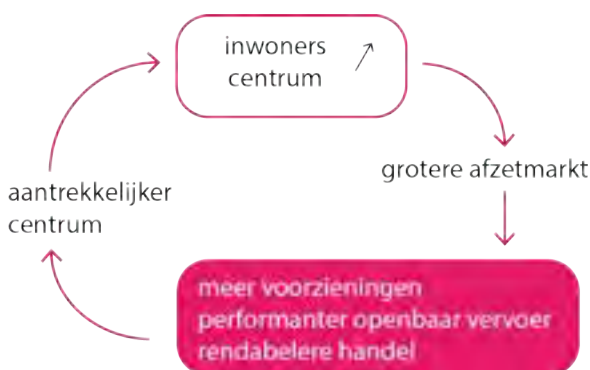 inwoners
centrum
grotere afzetmarkt
meer voorzieningen
performanter openbaar vervoer
rendabelere handel
aantrekkelijker
centrum